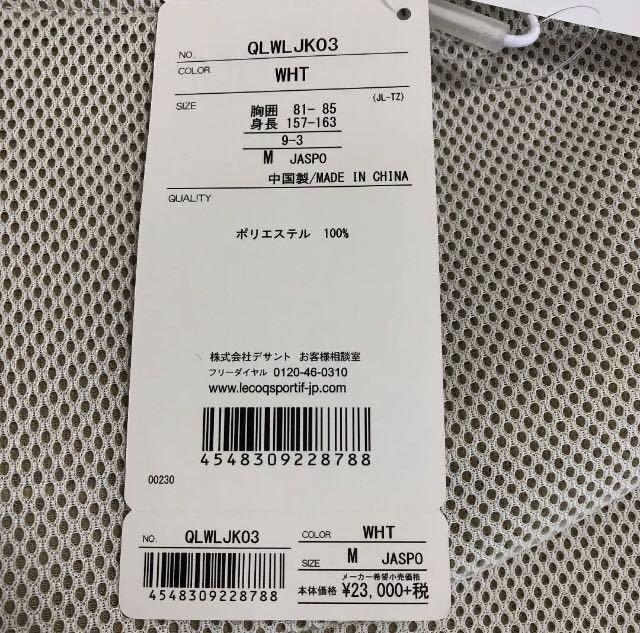 NO. QLWLJK03
COLOR WHT
SIZE (JL-TZ)
胸囲 81- 85
身長 157-163
9-3
M JASPO
中国製/MADE IN CHINA
QUALITY
ポリエステル 100%
株式会社デサント お客様相談室
フリーダイヤル 0120-46-0310
www.lecoqsportif-jp.com
4548309228788
00230
NO. QLWLJK03
4548309228788
COLOR WHT
SIZE M JASPO
メーカー希望小売価格
本体価格 ¥23,000+税